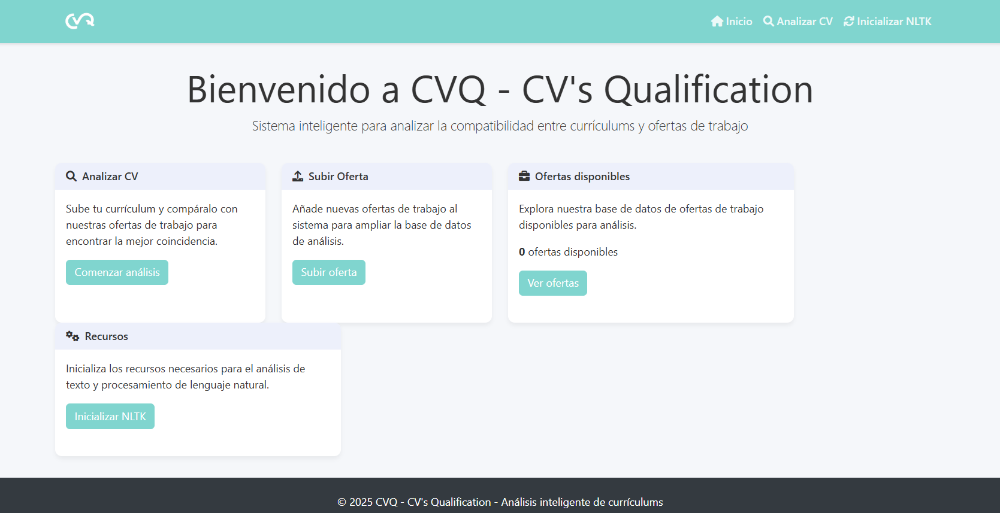 CVQ
Inicio Analizar CV Inicializar NLTK
Bienvenido a CVQ - CV's Qualification
Sistema inteligente para analizar la compatibilidad entre currículums y ofertas de trabajo
Analizar CV
Sube tu currículum y compáralo con
nuestras ofertas de trabajo para
encontrar la mejor coincidencia.
Comenzar análisis
Subir Oferta
Añade nuevas ofertas de trabajo al
sistema para ampliar la base de datos
de análisis.
Subir oferta
Ofertas disponibles
Explora nuestra base de datos de ofertas de trabajo
disponibles para análisis.
0 ofertas disponibles
Ver ofertas
Recursos
Inicializa los recursos necesarios para el análisis de
texto y procesamiento de lenguaje natural.
Inicializar NLTK
© 2025 CVQ - CV's Qualification - Análisis inteligente de currículums